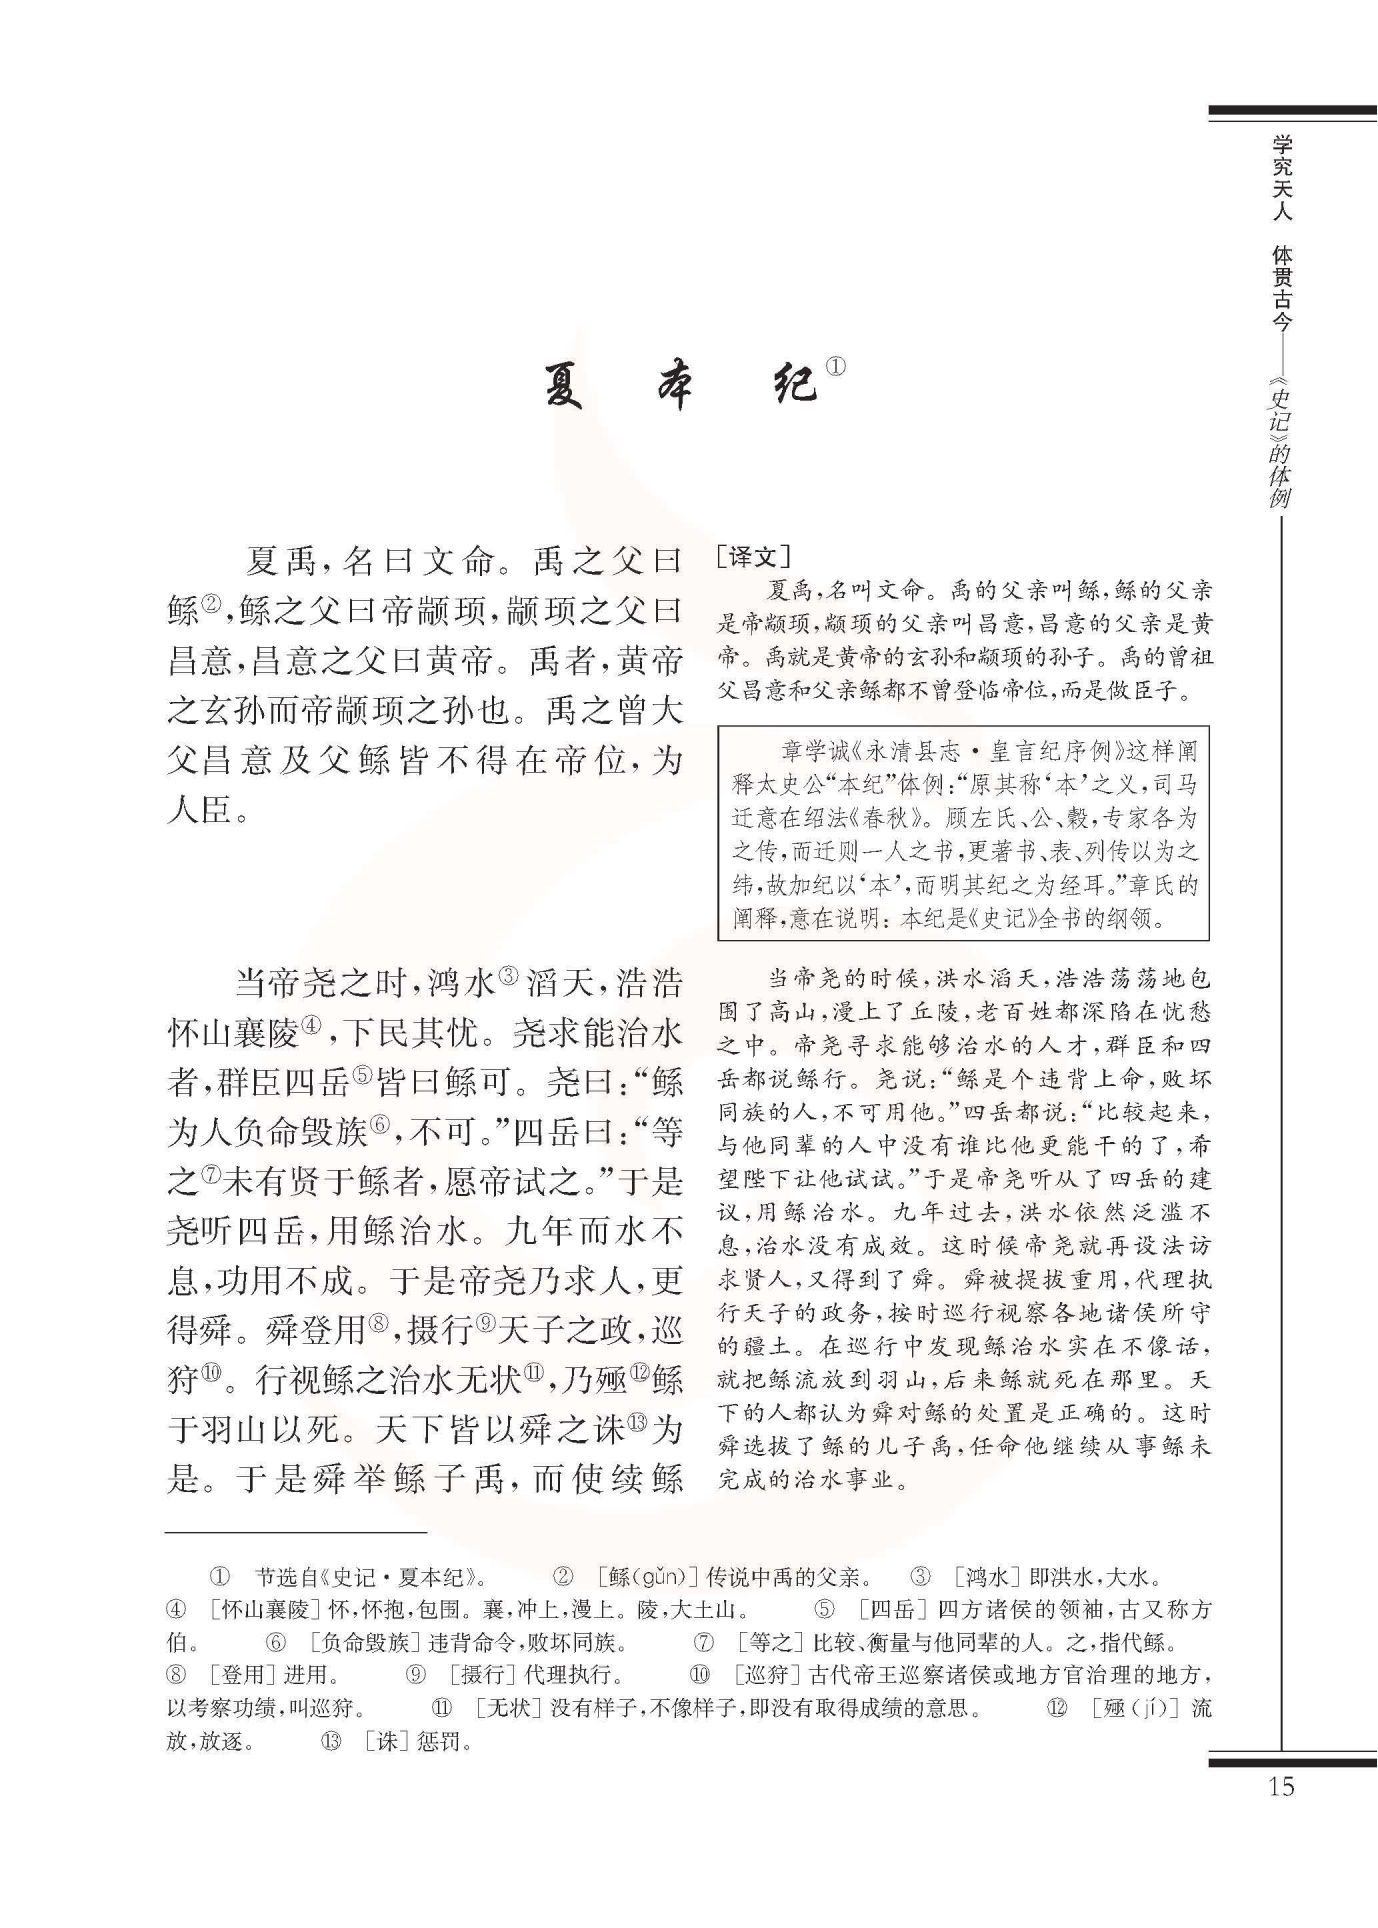 学究天人　体贯古今——《史记》的体例
夏本纪①
夏禹，名曰文命。禹之父曰
鲧②，鲧之父曰帝颛顼，颛顼之父曰
昌意，昌意之父曰黄帝。禹者，黄帝
之玄孙而帝颛顼之孙也。禹之曾大
父昌意及父鲧皆不得在帝位，为
人臣。
当帝尧之时，鸿水③滔天，浩浩
怀山襄陵④，下民其忧。尧求能治水
者，群臣四岳⑤皆曰鲧可。尧曰：“鲧
为人负命毁族⑥，不可。”四岳曰：“等
之⑦未有贤于鲧者，愿帝试之。”于是
尧听四岳，用鲧治水。九年而水不
息，功用不成。于是帝尧乃求人，更
得舜。舜登用⑧，摄行⑨天子之政，巡
狩⑩。行视鲧之治水无状⑪，乃殛⑫鲧
于羽山以死。天下皆以舜之诛⑬为
是。于是舜举鲧子禹，而使续鲧
［译文］
夏禹，名叫文命。禹的父亲叫鲧，鲧的父亲
是帝颛顼，颛顼的父亲叫昌意，昌意的父亲是黄
帝。禹就是黄帝的玄孙和颛顼的孙子。禹的曾祖
父昌意和父亲鲧都不曾登临帝位，而是做臣子。
章学诚《永清县志·皇言纪序例》这样阐
释太史公“本纪”体例：“原其称‘本’之义，司马
迁意在绍法《春秋》。顾左氏、公、穀，专家各为
之传，而迁则一人之书，更著书、表、列传以为之
纬，故加纪以‘本’，而明其纪之为经耳。”章氏的
阐释，意在说明：本纪是《史记》全书的纲领。
当帝尧的时候，洪水滔天，浩浩荡荡地包
围了高山，漫上了丘陵，老百姓都深陷在忧愁
之中。帝尧寻求能够治水的人才，群臣和四
岳都说鲧行。尧说：“鲧是个违背上命，败坏
同族的人，不可用他。”四岳都说：“比较起来，
与他同辈的人中没有谁比他更能干的了，希
望陛下让他试试。”于是帝尧听从了四岳的建
议，用鲧治水。九年过去，洪水依然泛滥不
息，治水没有成效。这时候帝尧就再设法访
求贤人，又得到了舜。舜被提拔重用，代理执
行天子的政务，按时巡行视察各地诸侯所守
的疆土。在巡行中发现鲧治水实在不像话，
就把鲧流放到羽山，后来鲧就死在那里。天
下的人都认为舜对鲧的处置是正确的。这时
舜选拔了鲧的儿子禹，任命他继续从事鲧未
完成的治水事业。
①　节选自《史记·夏本纪》。　②　［鲧（gǔn）］传说中禹的父亲。　③　［鸿水］即洪水，大水。
④　［怀山襄陵］怀，怀抱，包围。襄，冲上，漫上。陵，大土山。　⑤　［四岳］四方诸侯的领袖，古又称方
伯。　⑥　［负命毁族］违背命令，败坏同族。　⑦　［等之］比较、衡量与他同辈的人。之，指代鲧。
⑧　［登用］进用。　⑨　［摄行］代理执行。　⑩　［巡狩］古代帝王巡察诸侯或地方官治理的地方，
以考察功绩，叫巡狩。　⑪　［无状］没有样子，不像样子，即没有取得成绩的意思。　⑫　［殛（jí）］流
放，放逐。　⑬　［诛］惩罚。
15